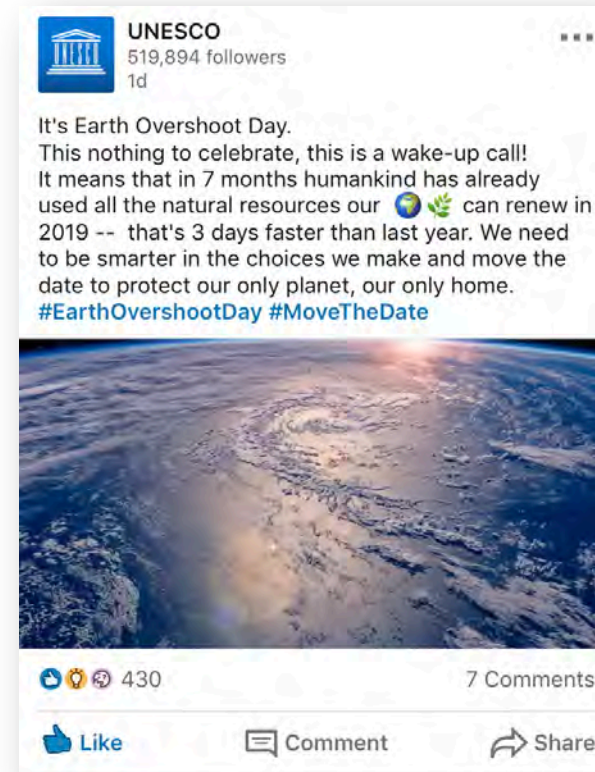 UNESCO
UNESCO
519,894 followers
1d
It's Earth Overshoot Day.
This nothing to celebrate, this is a wake-up call!
It means that in 7 months humankind has already
used all the natural resources our 🌍 🌿 can renew in
2019 -- that's 3 days faster than last year. We need
to be smarter in the choices we make and move the
date to protect our only planet, our only home.
#EarthOvershootDay #MoveTheDate
430
7 Comments
Like
Comment
Share